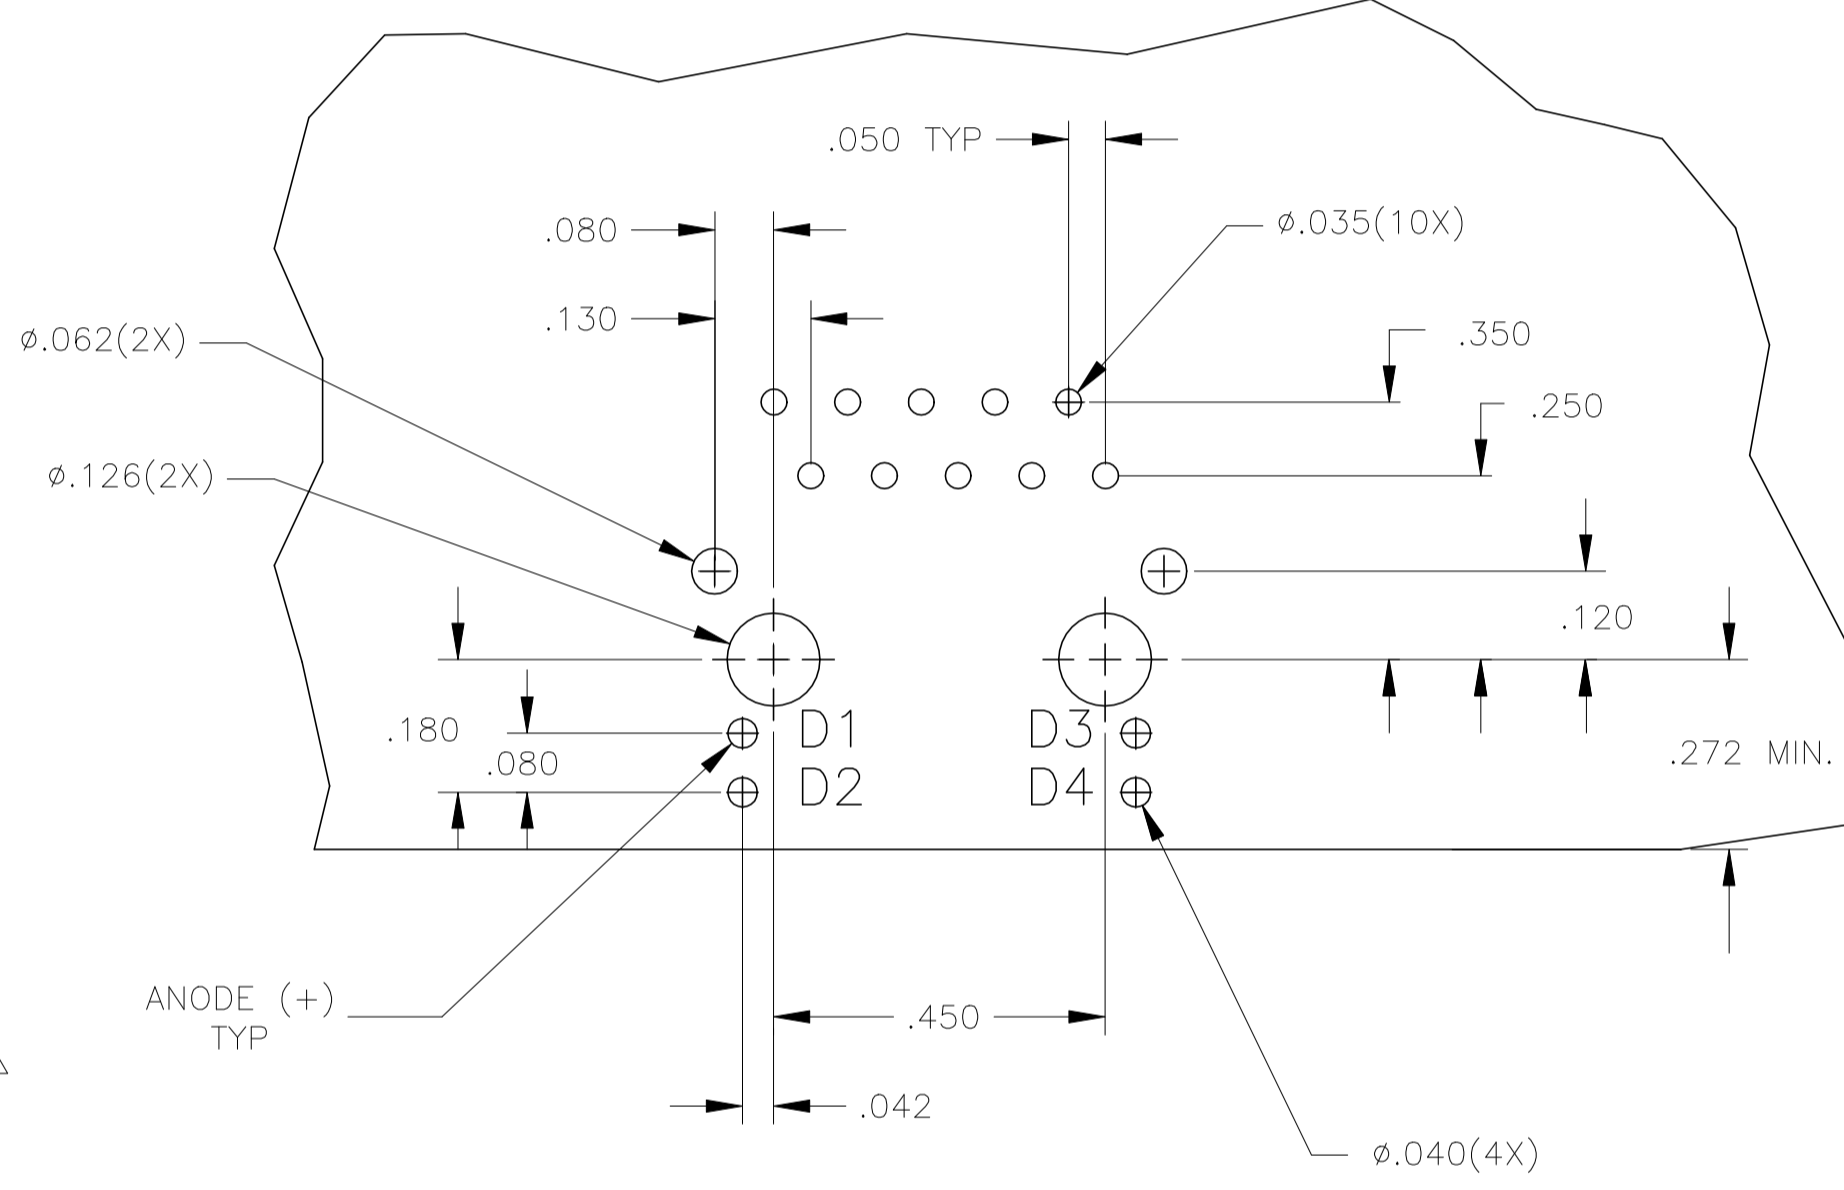 .050 TYP
.080
⌀.035(10X)
.130
⌀.062(2X)
.350
.250
⌀.126(2X)
.120
.180
D1
D3
.080
.272 MIN.
D2
D4
ANODE (+)
TYP
.450
.042
⌀.040(4X)